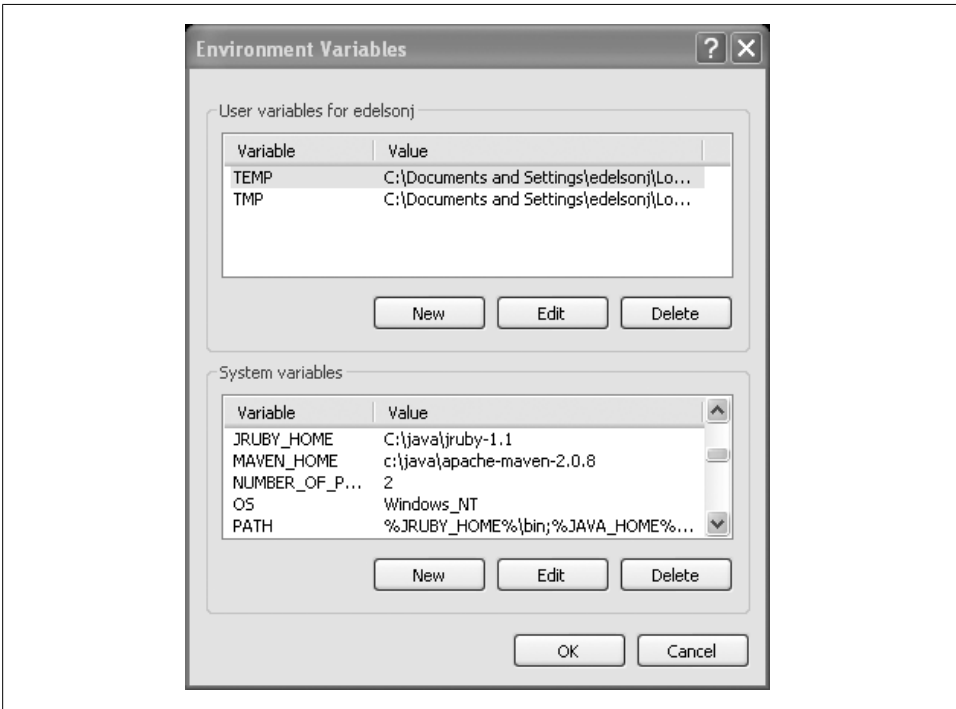 Environment Variables
User variables for edelsonj
Variable Value
TEMP C:\Documents and Settings\edelsonj\Lo...
TMP C:\Documents and Settings\edelsonj\Lo...
New Edit Delete
System variables
Variable Value
JRUBY_HOME C:\java\jruby-1.1
MAVEN_HOME c:\java\apache-maven-2.0.8
NUMBER_OF_P... 2
OS Windows_NT
PATH %JRUBY_HOME%\bin;%JAVA_HOME%...
New Edit Delete
OK Cancel